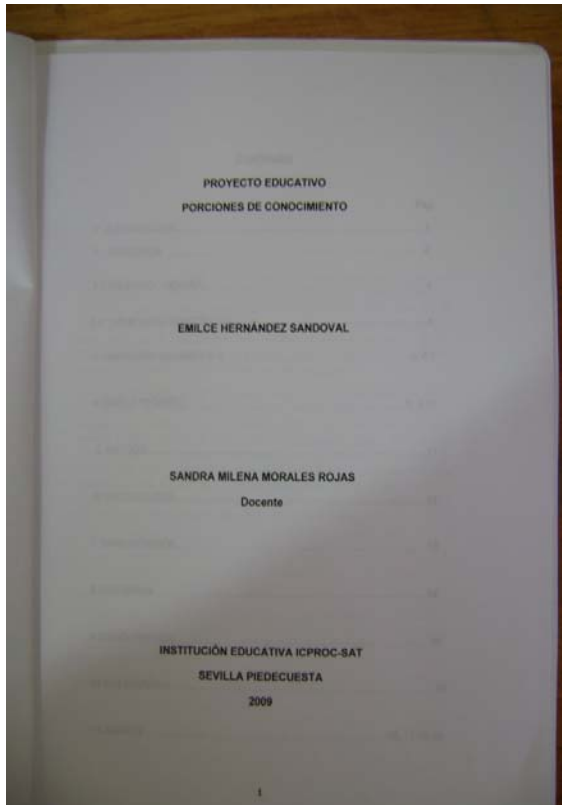 PROYECTO EDUCATIVO
PORCIONES DE CONOCIMIENTO
EMILCE HERNÁNDEZ SANDOVAL
SANDRA MILENA MORALES ROJAS
Docente
INSTITUCIÓN EDUCATIVA ICPROC-SAT
SEVILLA PIEDECUESTA
2009
1